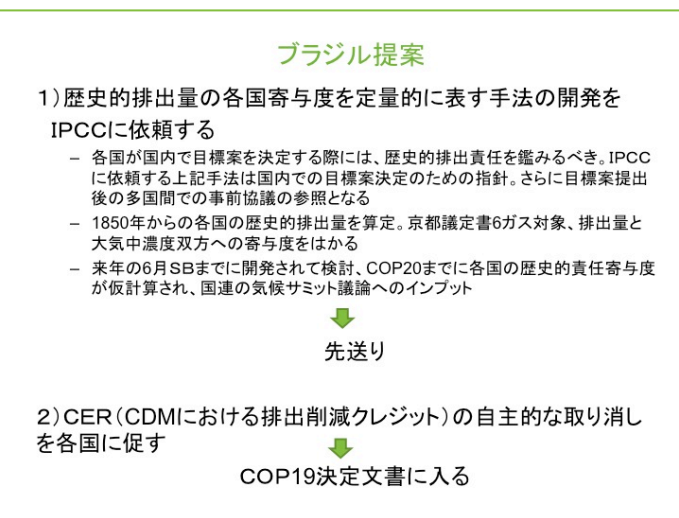 ブラジル提案
１）歴史的排出量の各国寄与度を定量的に表す手法の開発を
IPCCに依頼する
– 各国が国内で目標案を決定する際には、歴史的排出責任を鑑みるべき。IPCC
に依頼する上記手法は国内での目標案決定のための指針。さらに目標案提出
後の多国間での事前協議の参照となる
– 1850年からの各国の歴史的排出量を算定。京都議定書6ガス対象、排出量と
大気中濃度双方への寄与度をはかる
– 来年の6月ＳＢまでに開発されて検討、COP20までに各国の歴史的責任寄与度
が仮計算され、国連の気候サミット議論へのインプット
先送り
２）ＣＥＲ（CDMにおける排出削減クレジット）の自主的な取り消し
を各国に促す
ＣＯＰ19決定文書に入る